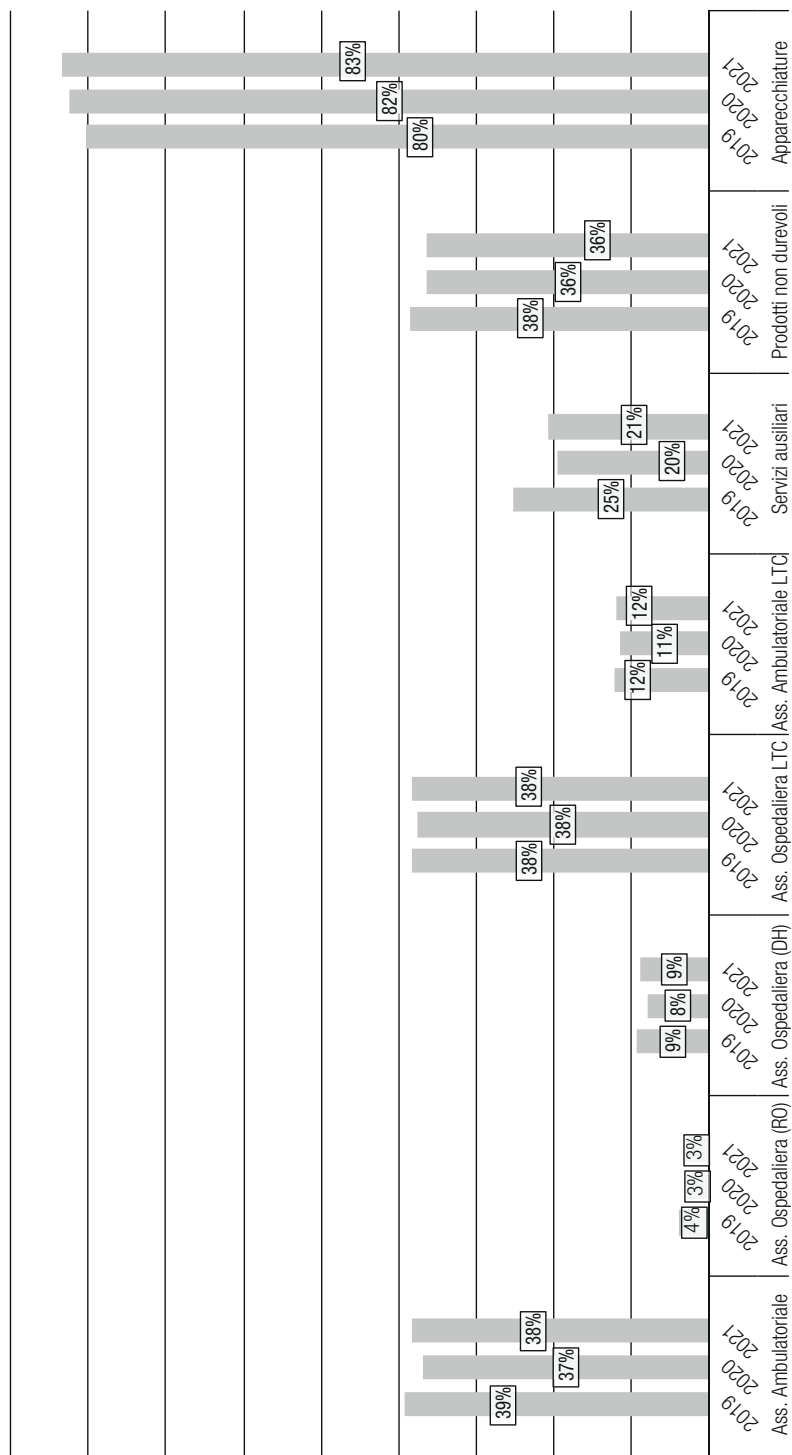 39% 37% 38%
2019 2020 2021
Ass. Ambulatoriale
4% 3% 3%
2019 2020 2021
Ass. Ospedaliera (RO)
9% 8% 9%
2019 2020 2021
Ass. Ospedaliera (DH)
38% 38% 38%
2019 2020 2021
Ass. Ospedaliera LTC
12% 11% 12%
2019 2020 2021
Ass. Ambulatoriale LTC
25% 20% 21%
2019 2020 2021
Servizi ausiliari
38% 36% 36%
2019 2020 2021
Prodotti non durevoli
80% 82% 83%
2019 2020 2021
Apparecchiature